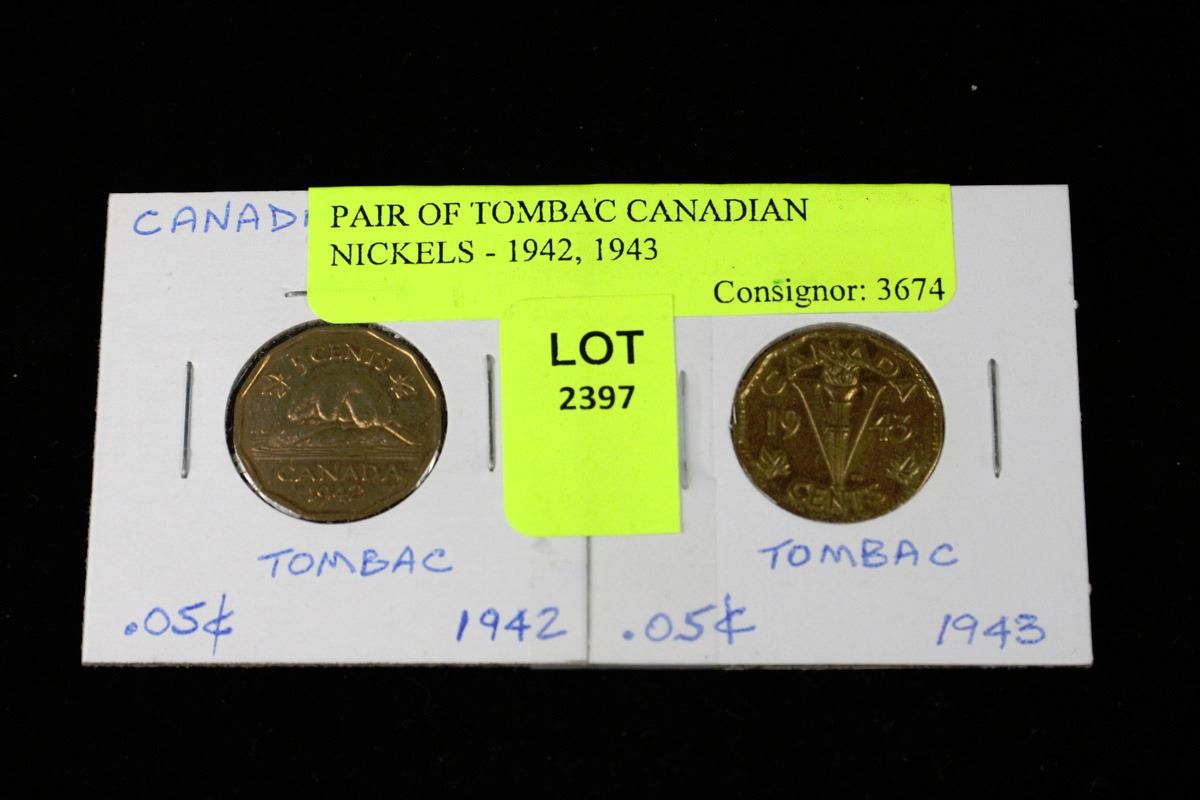 CANADI
PAIR OF TOMBAC CANADIAN
NICKELS - 1942, 1943
Consignor: 3674
LOT
2397
5 CENTS
CANADA
1942
TOMBAC
.05¢
1942
CANADA
19 43
CENTS
TOMBAC
.05¢
1943